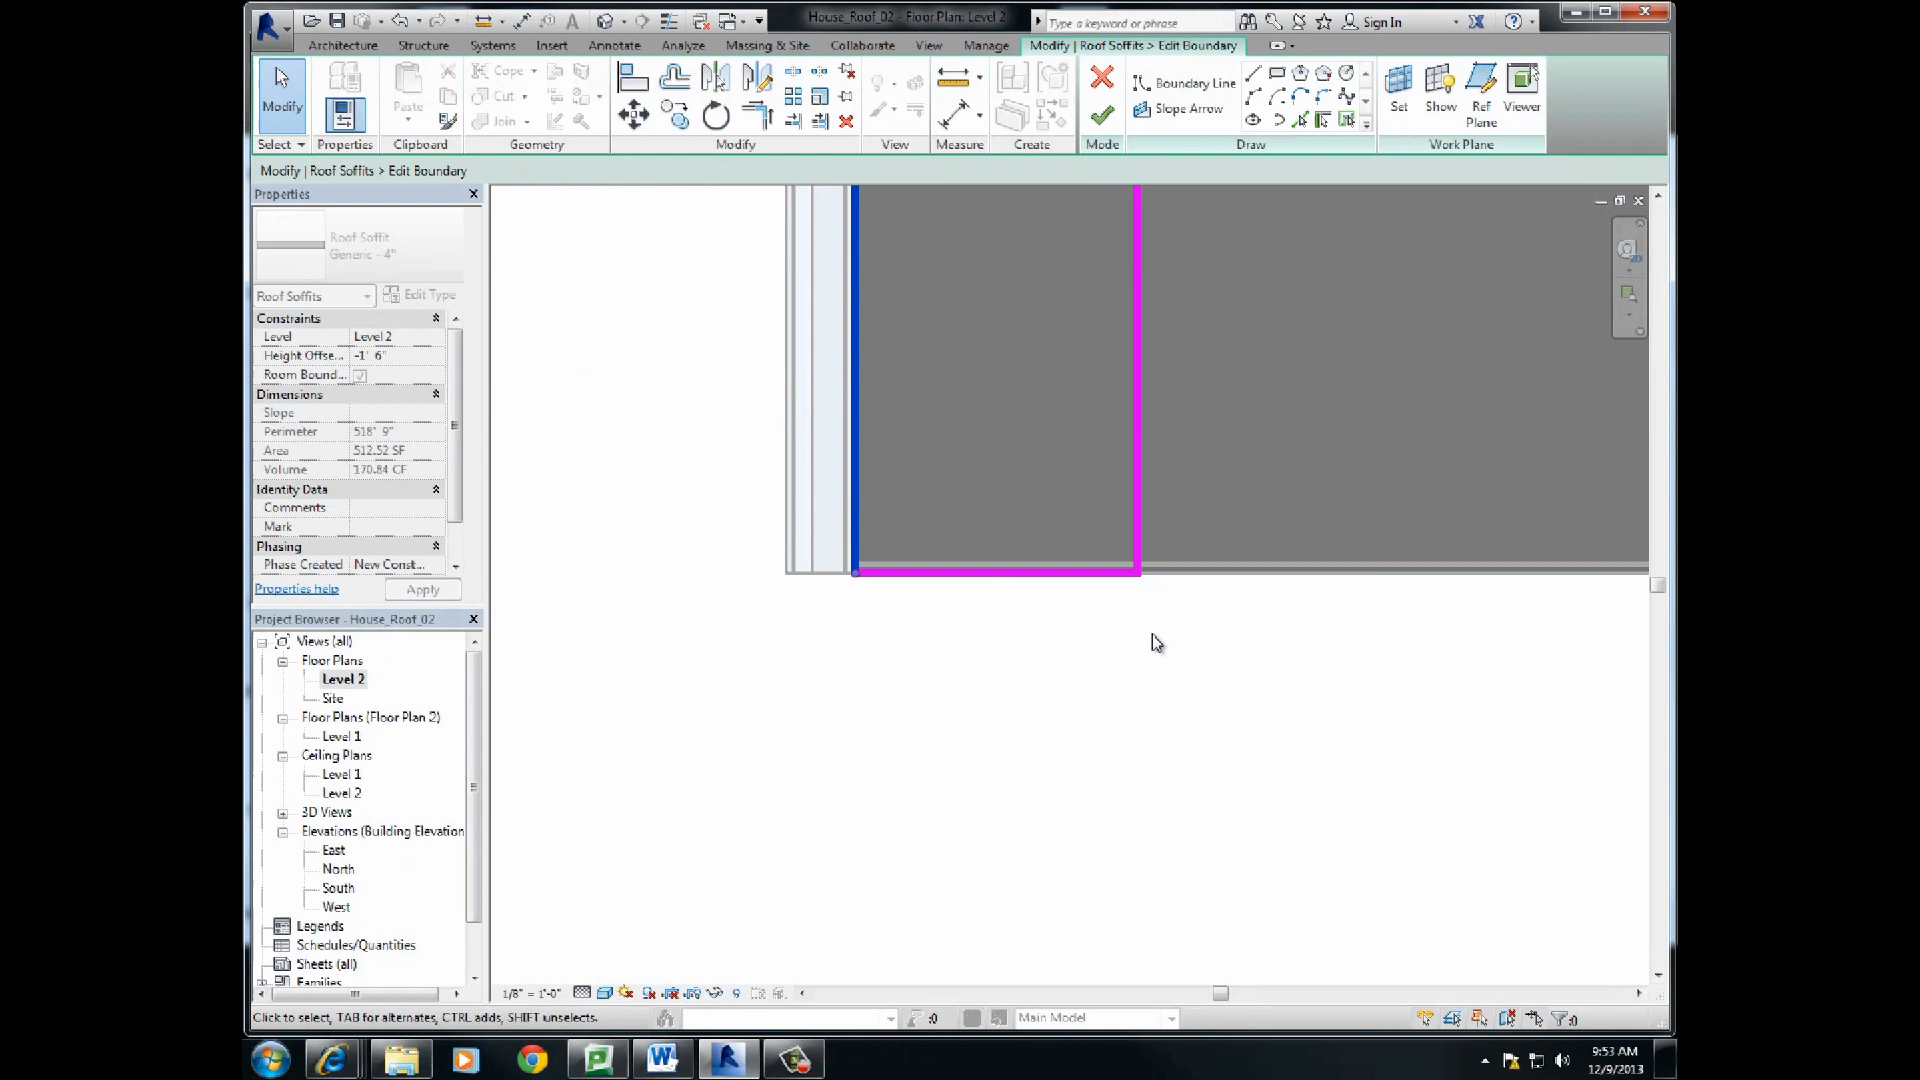 House_Roof_02 - Floor Plan: Level 2
Type a keyword or phrase
Sign In
Architecture Structure Systems Insert Annotate Analyze Massing & Site Collaborate View Manage Modify | Roof Soffits > Edit Boundary
Modify
Paste
Cope
Cut
Join
Boundary Line
Slope Arrow
Set
Show
Ref
Plane
Viewer
Select Properties Clipboard Geometry Modify View Measure Create Mode Draw Work Plane
Modify | Roof Soffits > Edit Boundary
Properties
Roof Soffit
Generic - 4"
Roof Soffits
Edit Type
Constraints
Level Level 2
Height Offse... -1' 6"
Room Bound...
Dimensions
Slope
Perimeter 518' 9"
Area 512.52 SF
Volume 170.84 CF
Identity Data
Comments
Mark
Phasing
Phase Created New Const...
Properties help
Apply
Project Browser - House_Roof_02
Views (all)
Floor Plans
Level 2
Site
Floor Plans (Floor Plan 2)
Level 1
Ceiling Plans
Level 1
Level 2
3D Views
Elevations (Building Elevation
East
North
South
West
Legends
Schedules/Quantities
Sheets (all)
Families
1/8" = 1'-0"
Click to select, TAB for alternates, CTRL adds, SHIFT unselects.
:0
Main Model
:0
9:53 AM
12/9/2013